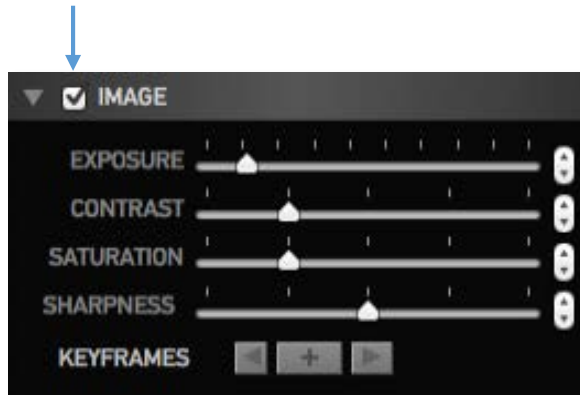 IMAGE
EXPOSURE
CONTRAST
SATURATION
SHARPNESS
KEYFRAMES